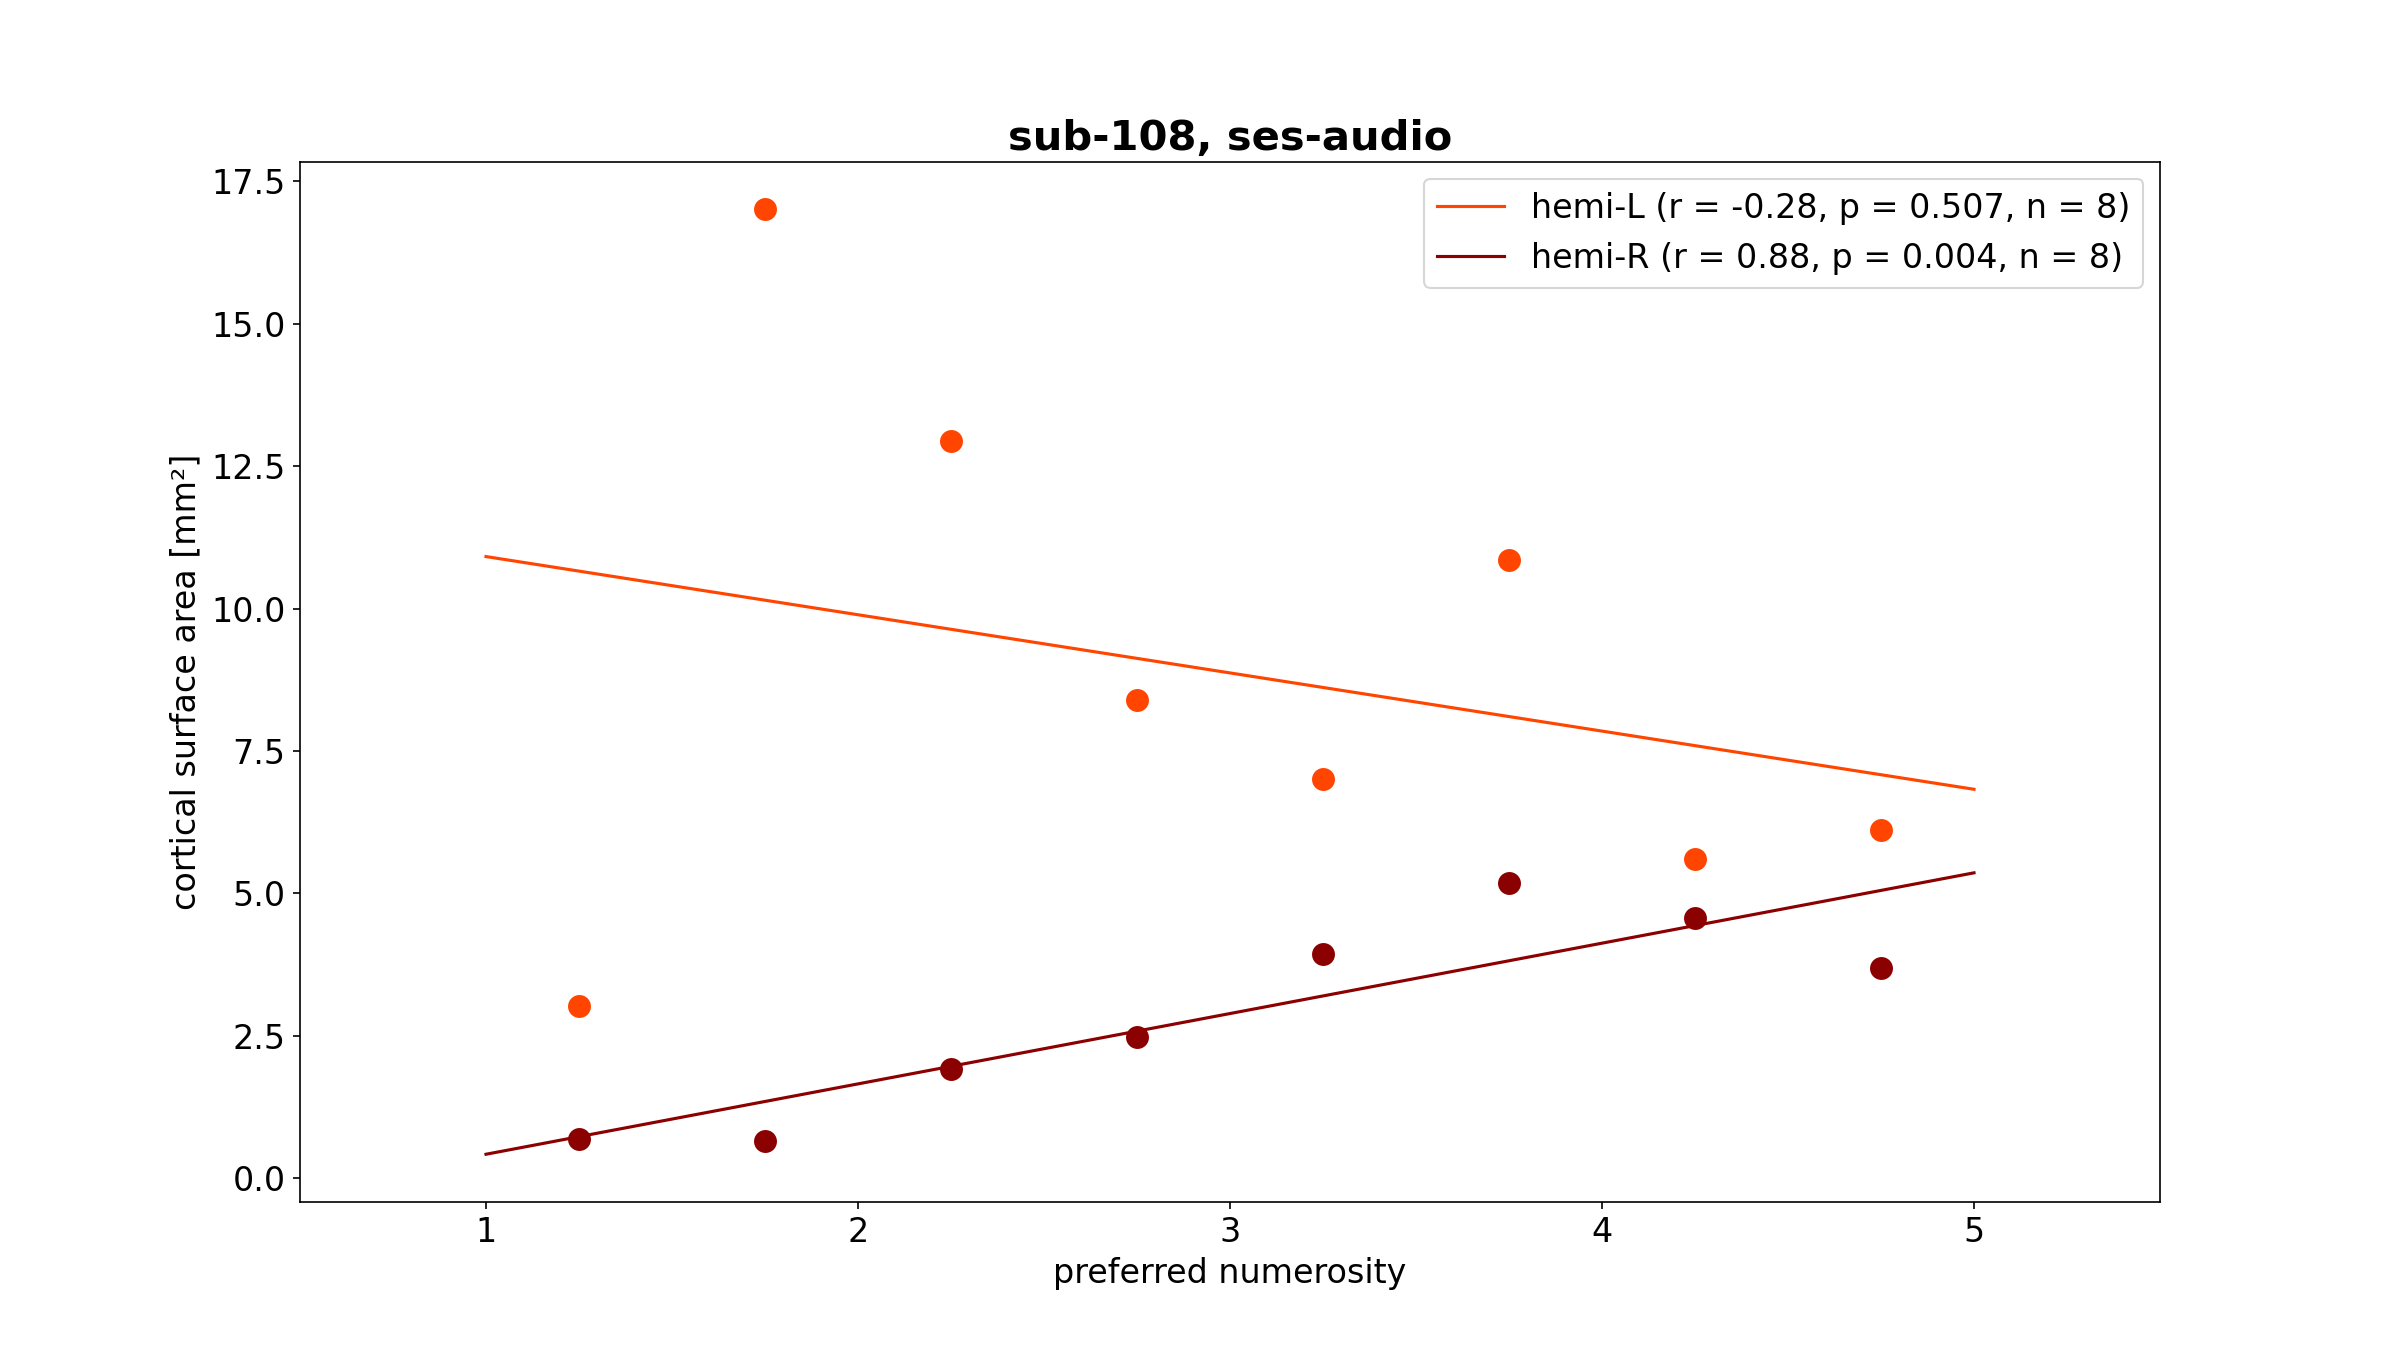 sub-108, ses-audio
hemi-L (r = -0.28, p = 0.507, n = 8)
hemi-R (r = 0.88, p = 0.004, n = 8)
cortical surface area [mm²]
17.5
15.0
12.5
10.0
7.5
5.0
2.5
0.0
1 2 3 4 5
preferred numerosity